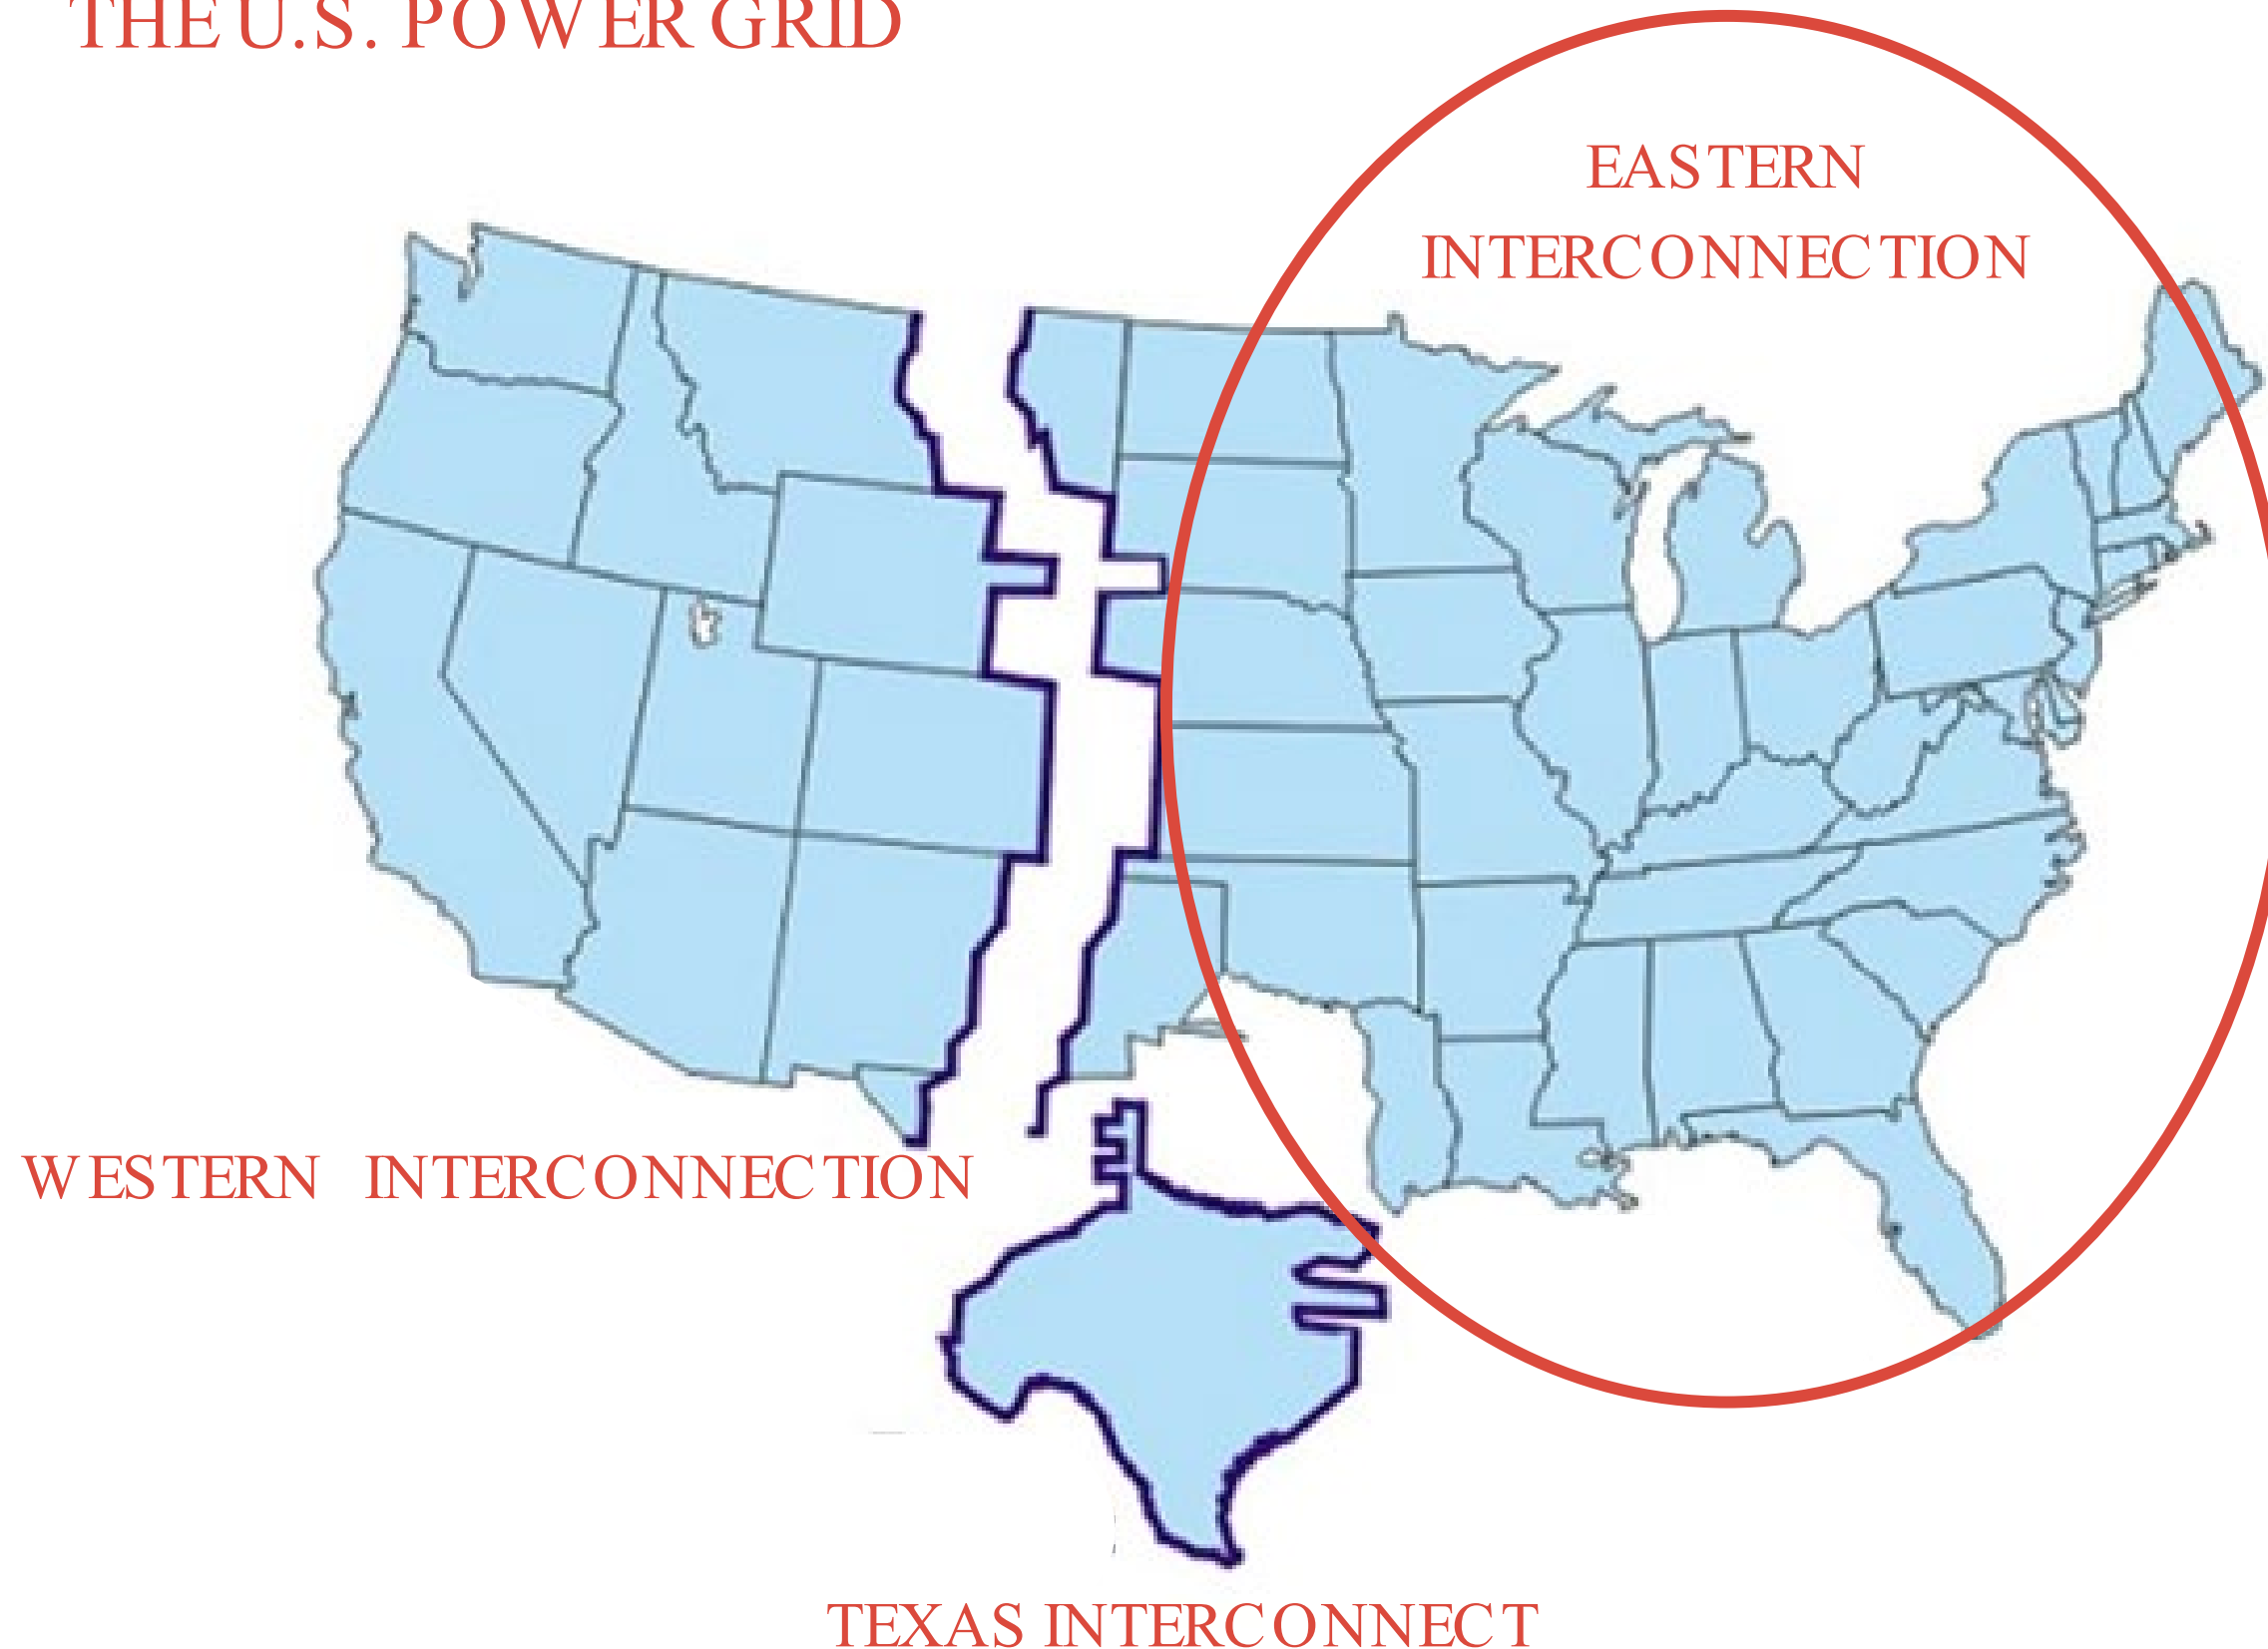 THE U.S. POWER GRID
EASTERN
INTERCONNECTION
WESTERN INTERCONNECTION
TEXAS INTERCONNECT